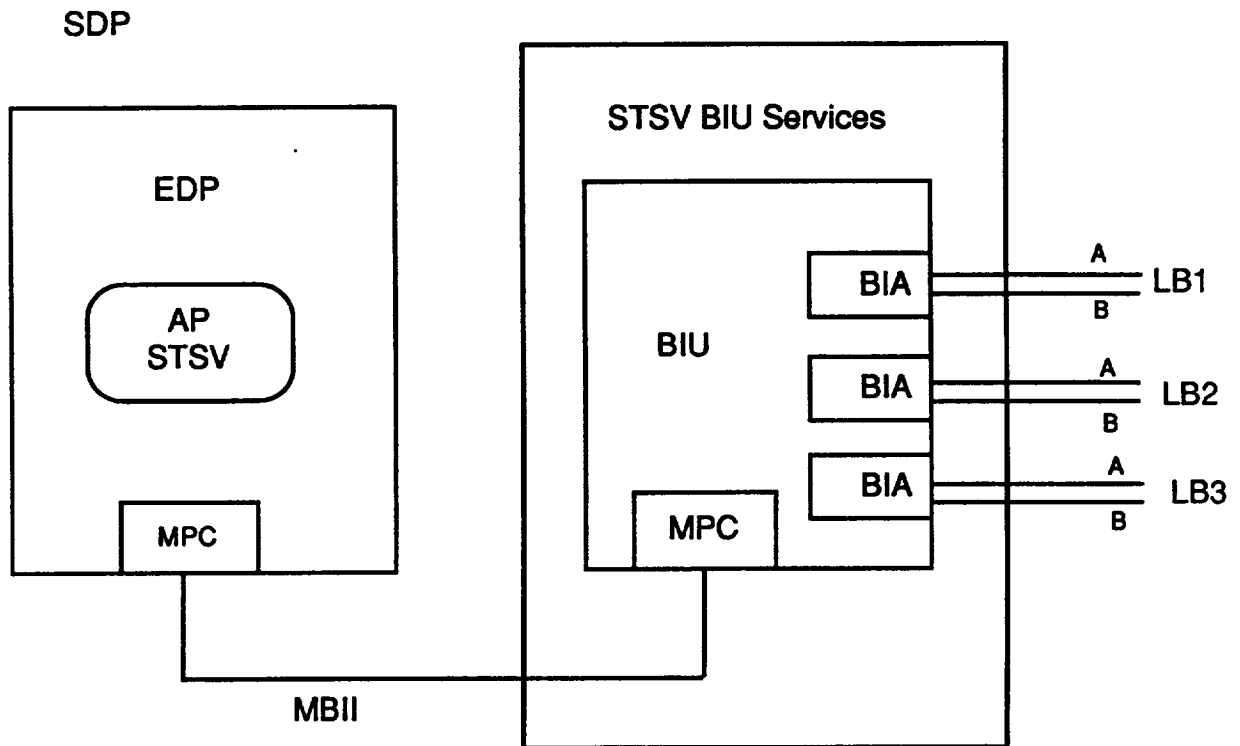 SDP
STSV BIU Services
EDP
AP
STSV
MPC
BIU
BIA
A
B
LB1
BIA
A
B
LB2
BIA
A
B
LB3
MPC
MBII